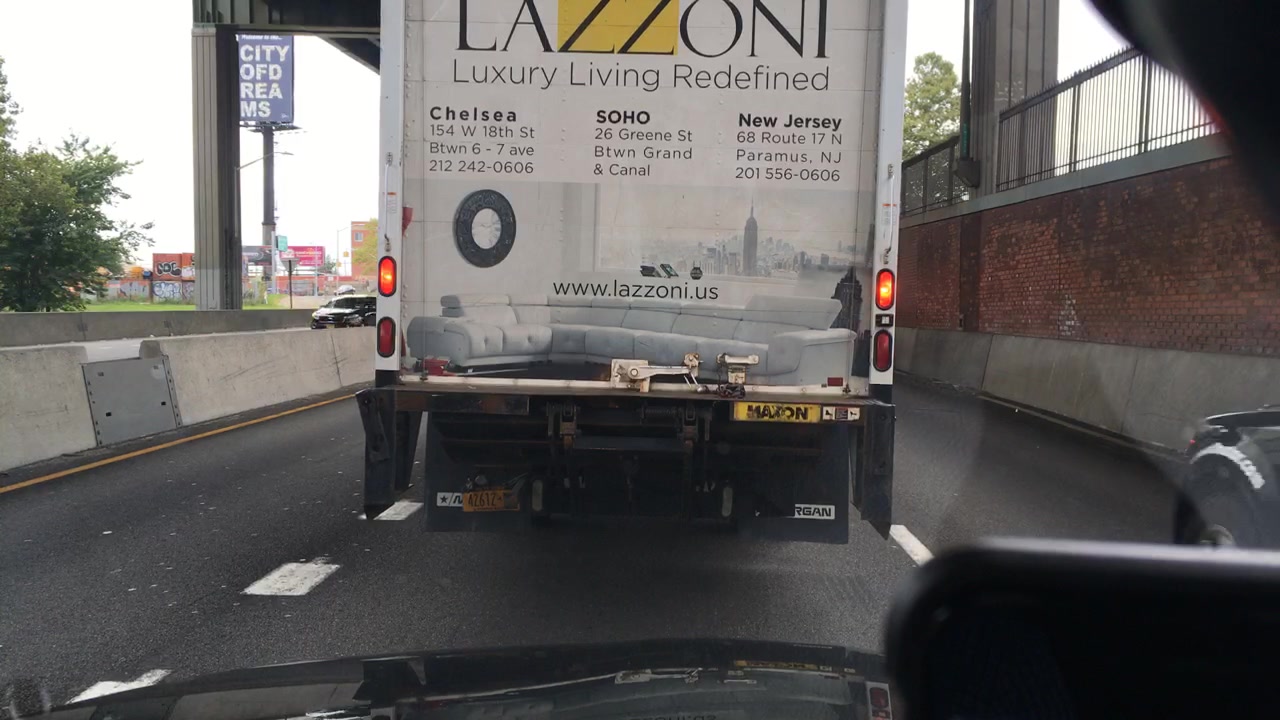 CITY
OFD
REA
MS
LAZZONI
Luxury Living Redefined
Chelsea
154 W 18th St
Btwn 6 - 7 ave
212 242-0606
SOHO
26 Greene St
Btwn Grand
& Canal
New Jersey
68 Route 17 N
Paramus, NJ
201 556-0606
www.lazzoni.us
MAXON
RGAN